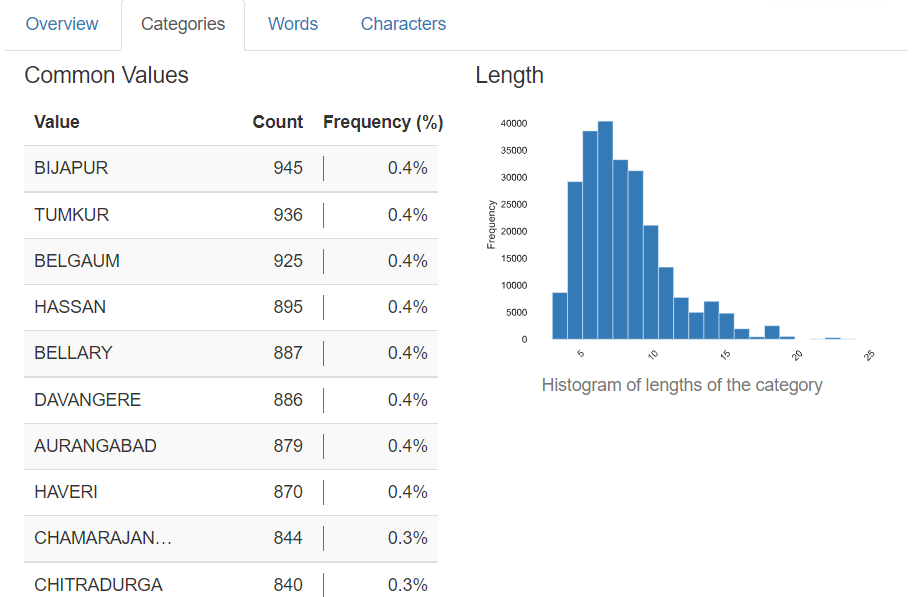 Overview Categories Words Characters
Common Values
Value Count Frequency (%)
BIJAPUR 945 0.4%
TUMKUR 936 0.4%
BELGAUM 925 0.4%
HASSAN 895 0.4%
BELLARY 887 0.4%
DAVANGERE 886 0.4%
AURANGABAD 879 0.4%
HAVERI 870 0.4%
CHAMARAJAN… 844 0.3%
CHITRADURGA 840 0.3%
Length
40000
35000
30000
25000
20000
15000
10000
5000
0
Frequency
5 10 15 20 25
Histogram of lengths of the category